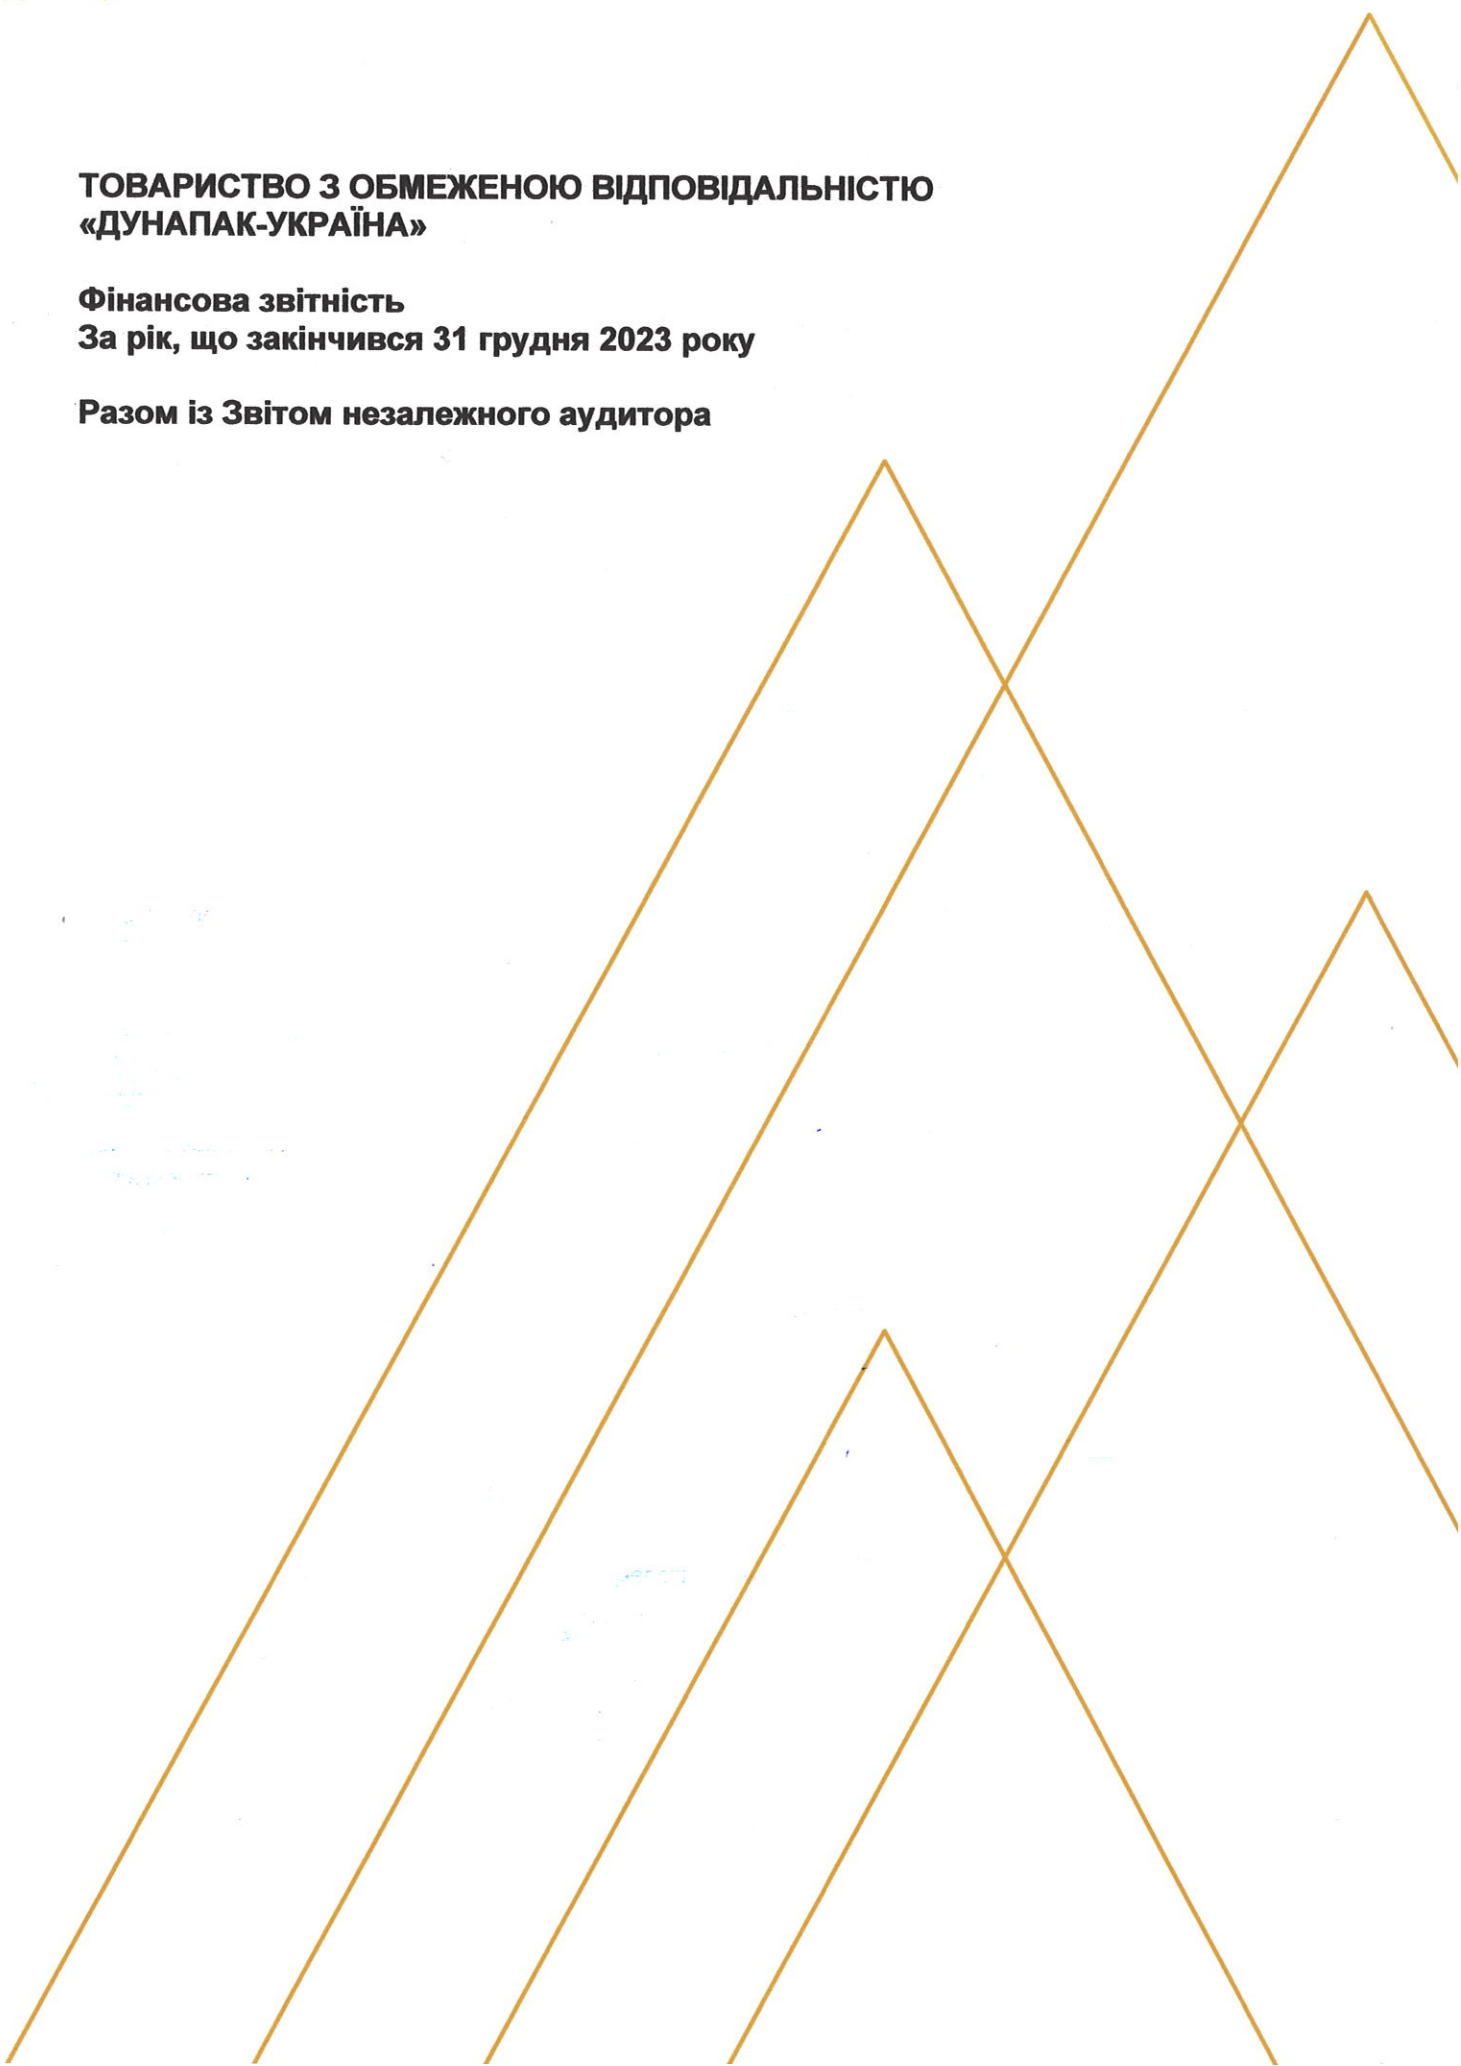 ТОВАРИСТВО З ОБМЕЖЕНОЮ ВІДПОВІДАЛЬНІСТЮ
«ДУНАПАК-УКРАЇНА»
Фінансова звітність
За рік, що закінчився 31 грудня 2023 року
Разом із Звітом незалежного аудитора